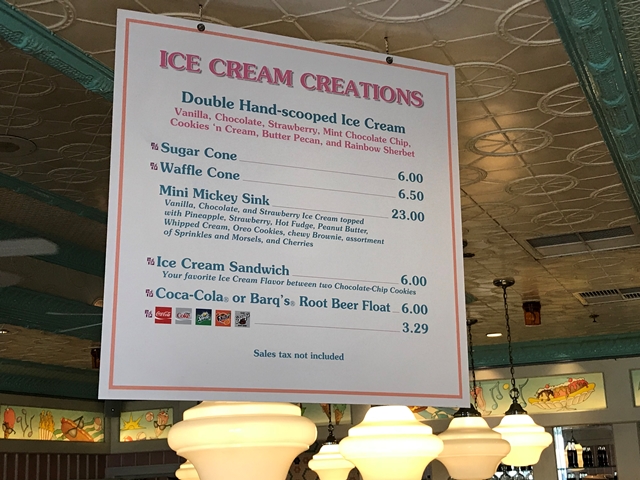 ICE CREAM CREATIONS
Double Hand-scooped Ice Cream
Vanilla, Chocolate, Strawberry, Mint Chocolate Chip,
Cookies 'n Cream, Butter Pecan, and Rainbow Sherbet
Sugar Cone 6.00
Waffle Cone 6.50
Mini Mickey Sink 23.00
Vanilla, Chocolate, and Strawberry Ice Cream topped
with Pineapple, Strawberry, Hot Fudge, Peanut Butter,
Whipped Cream, Oreo Cookies, chewy Brownie, assortment
of Sprinkles and Morsels, and Cherries
Ice Cream Sandwich 6.00
Your favorite Ice Cream Flavor between two Chocolate-Chip Cookies
Coca-Cola® or Barq's® Root Beer Float 6.00
Coca-Cola Coke 3.29
Sales tax not included